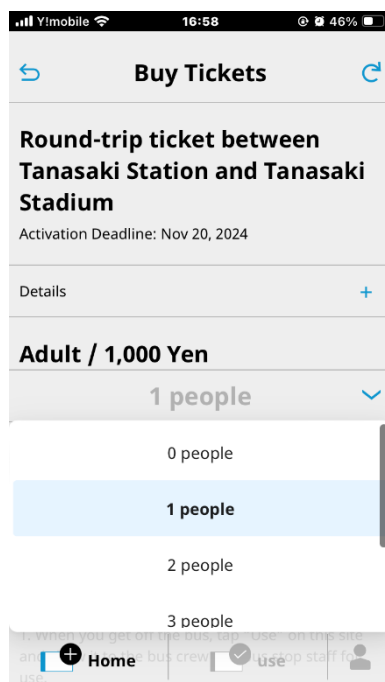 Y!mobile 16:58 46%
Buy Tickets
Round-trip ticket between
Tanasaki Station and Tanasaki
Stadium
Activation Deadline: Nov 20, 2024
Details +
Adult / 1,000 Yen
1 people
0 people
1 people
2 people
3 people
1. When you get off the bus, tap "Use" on this site
Home use
use.